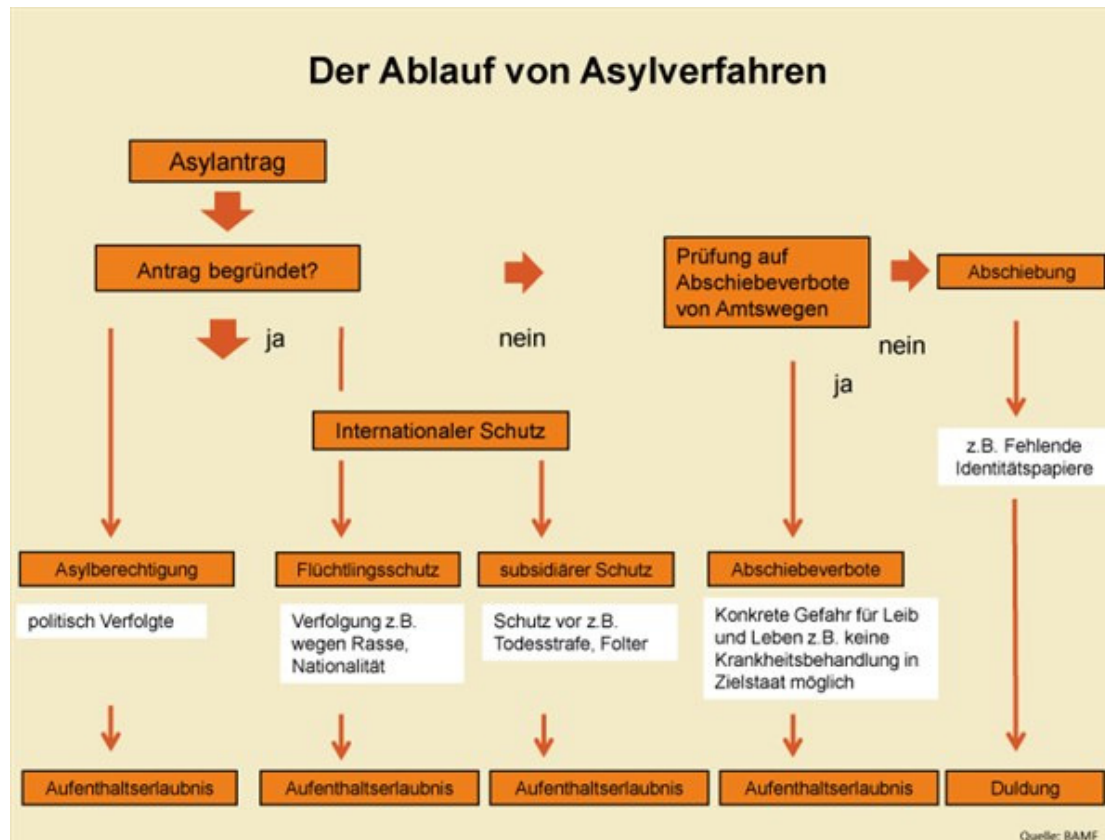 Der Ablauf von Asylverfahren
Asylantrag
Antrag begründet?
ja
nein
Prüfung auf
Abschiebeverbote
von Amtswegen
nein
ja
Abschiebung
Internationaler Schutz
z.B. Fehlende
Identitätspapiere
Asylberechtigung
politisch Verfolgte
Flüchtlingsschutz
Verfolgung z.B.
wegen Rasse,
Nationalität
subsidiärer Schutz
Schutz vor z.B.
Todesstrafe, Folter
Abschiebeverbote
Konkrete Gefahr für Leib
und Leben z.B. keine
Krankheitsbehandlung in
Zielstaat möglich
Aufenthaltserlaubnis
Aufenthaltserlaubnis
Aufenthaltserlaubnis
Aufenthaltserlaubnis
Duldung
Quelle: BAMF